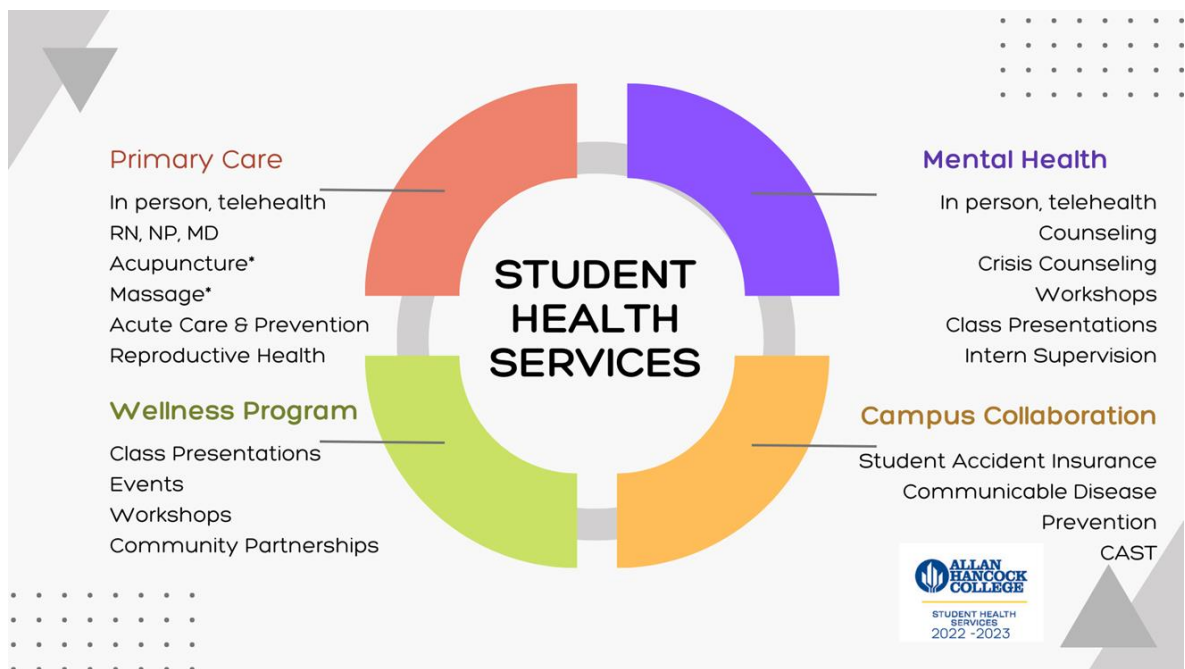 Primary Care
In person, telehealth
RN, NP, MD
Acupuncture*
Massage*
Acute Care & Prevention
Reproductive Health
Wellness Program
Class Presentations
Events
Workshops
Community Partnerships
STUDENT
HEALTH
SERVICES
Mental Health
In person, telehealth
Counseling
Crisis Counseling
Workshops
Class Presentations
Intern Supervision
Campus Collaboration
Student Accident Insurance
Communicable Disease
Prevention
CAST
ALLAN
HANCOCK
COLLEGE
STUDENT HEALTH
SERVICES
2022 -2023